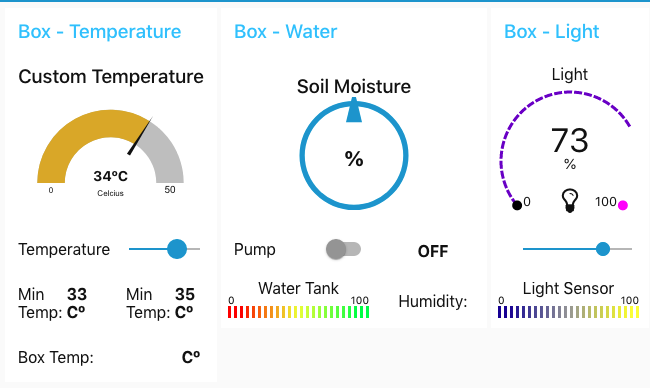 Box - Temperature
Custom Temperature
34ºC
Celcius
0
50
Temperature
Min Temp: 33 Cº
Min Temp: 35 Cº
Box Temp: Cº
Box - Water
Soil Moisture
%
Pump
OFF
Water Tank
0
100
Humidity:
Box - Light
Light
73
%
0
100
Light Sensor
0
100